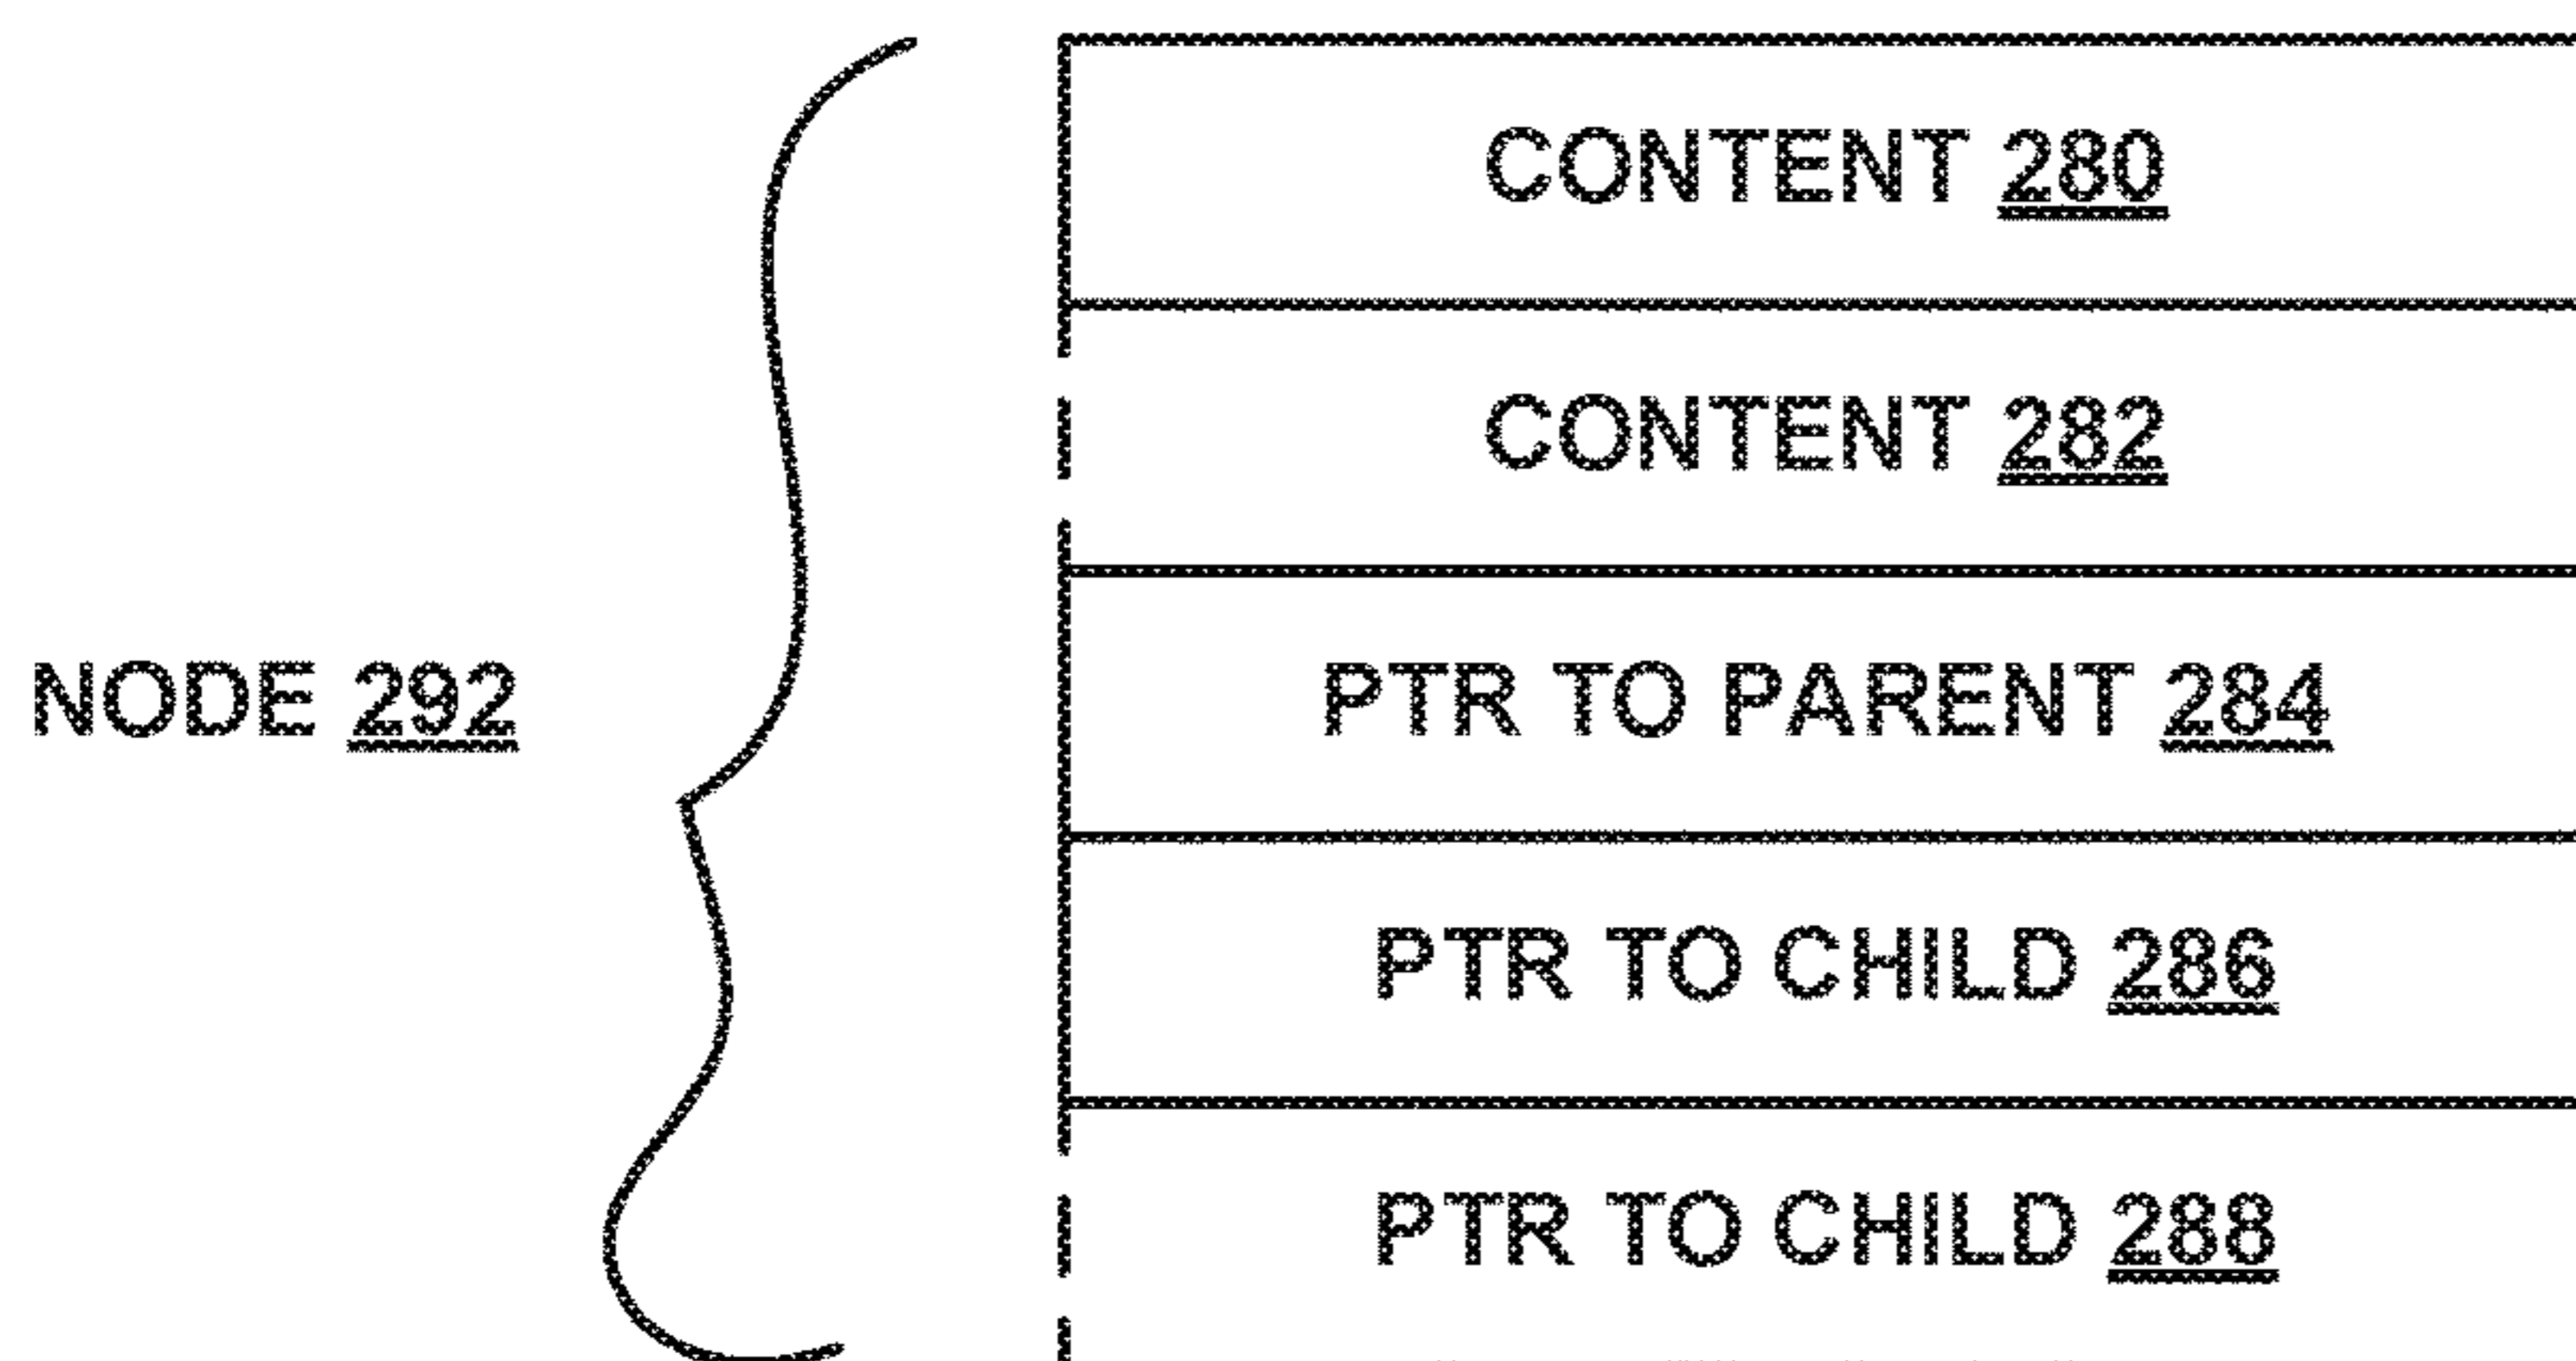 CONTENT 280
CONTENT 282
NODE 292
PTR TO PARENT 284
PTR TO CHILD 286
PTR TO CHILD 288